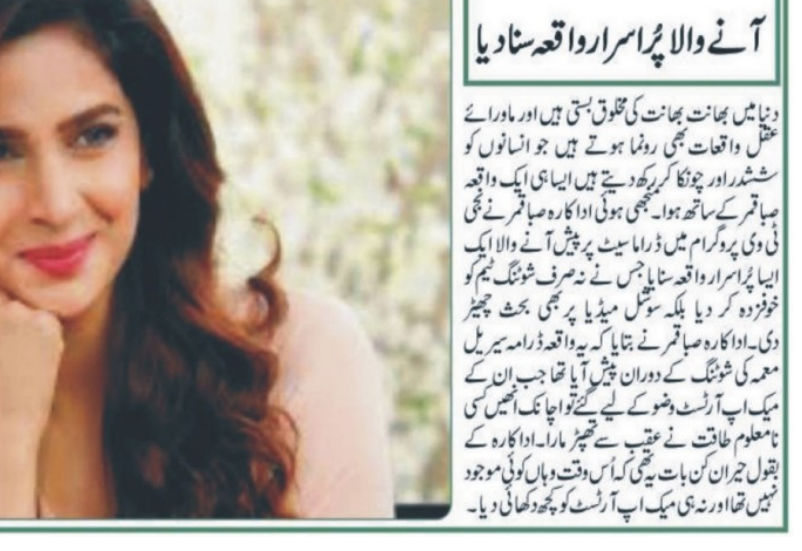 آنے والا پُراسرار واقعہ سنا دیا
دنیا میں بھانت بھانت کی مخلوق بستی ہیں اور ماورائے
عقل واقعات بھی رونما ہوتے ہیں جو انسانوں کو
ششدر اور چونکا کر رکھ دیتے ہیں ایسا ہی ایک واقعہ
صبا قمر کے ساتھ ہوا۔ منجھی ہوئی اداکارہ صبا قمر نے نجی
ٹی وی پروگرام میں ڈراما سیٹ پر پیش آنے والا ایک
ایسا پُراسرار واقعہ سنایا جس نے نہ صرف شوٹنگ ٹیم کو
خوفزدہ کر دیا بلکہ سوشل میڈیا پر بھی بحث چھیڑ
دی۔ اداکارہ صبا قمر نے بتایا کہ یہ واقعہ ڈرامہ سیریل
معمہ کی شوٹنگ کے دوران پیش آیا تھا جب ان کے
میک اپ آرٹسٹ وضو کے لیے گئے تو اچانک انھیں کسی
نامعلوم طاقت نے عقب سے تھپڑ مارا۔ اداکارہ کے
بقول حیران کن بات یہ تھی کہ اُس وقت وہاں کوئی موجود
نہیں تھا اور نہ ہی میک اپ آرٹسٹ کو کچھ دکھائی دیا۔